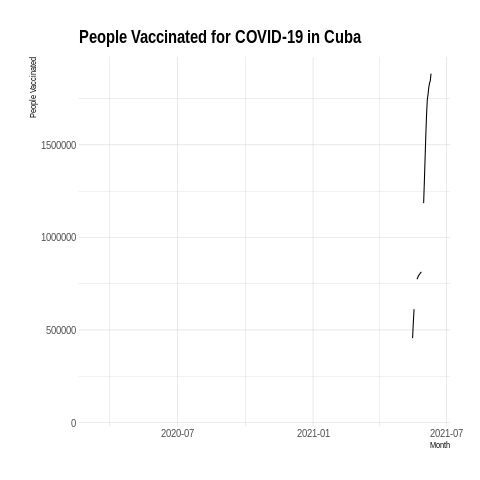 People Vaccinated for COVID-19 in Cuba
People Vaccinated
1500000
1000000
500000
0
2020-07 2021-01 2021-07
Month